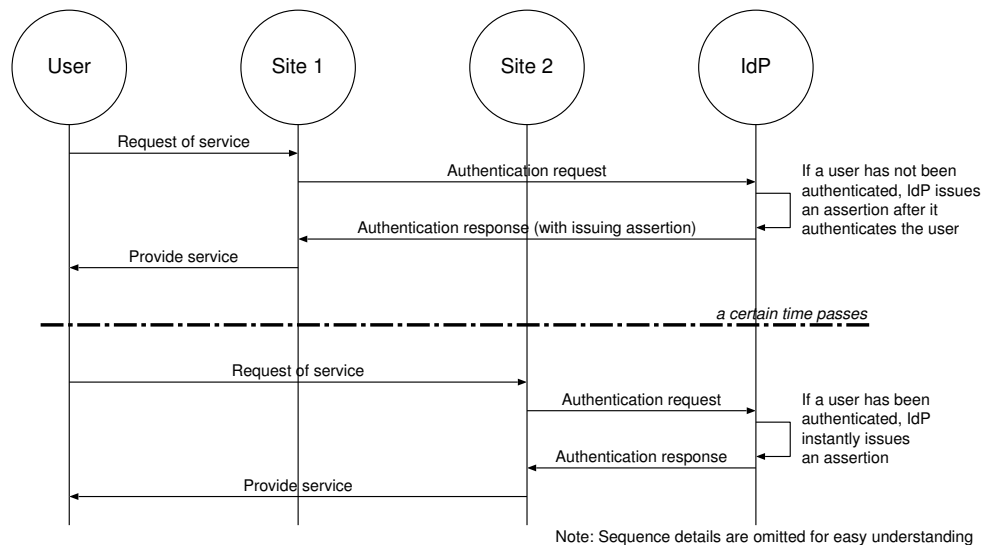 User
Site 1
Site 2
IdP
Request of service
Authentication request
If a user has not been
authenticated, IdP issues
an assertion after it
authenticates the user
Authentication response (with issuing assertion)
Provide service
a certain time passes
Request of service
Authentication request
If a user has been
authenticated, IdP
instantly issues
an assertion
Authentication response
Provide service
Note: Sequence details are omitted for easy understanding